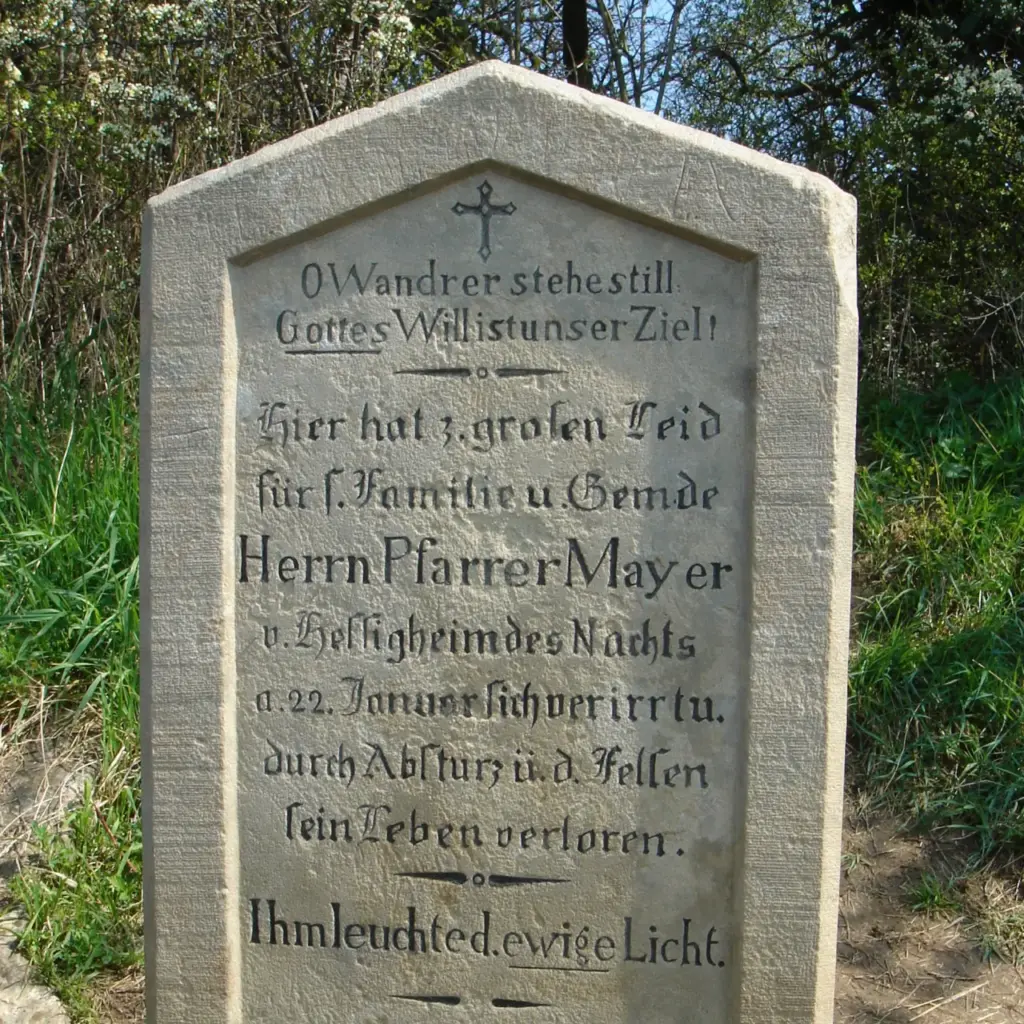 O Wandrer stehe still.
Gottes Will ist unser Ziel!
Hier hat z. großen Leid
für s. Familie u. Gemde
Herrn Pfarrer Mayer
v. Hessigheim des Nachts
a. 22. Januar sich verirrt u.
durch Absturz ü. d. Felsen
sein Leben verloren.
Ihm leuchte d. ewige Licht.